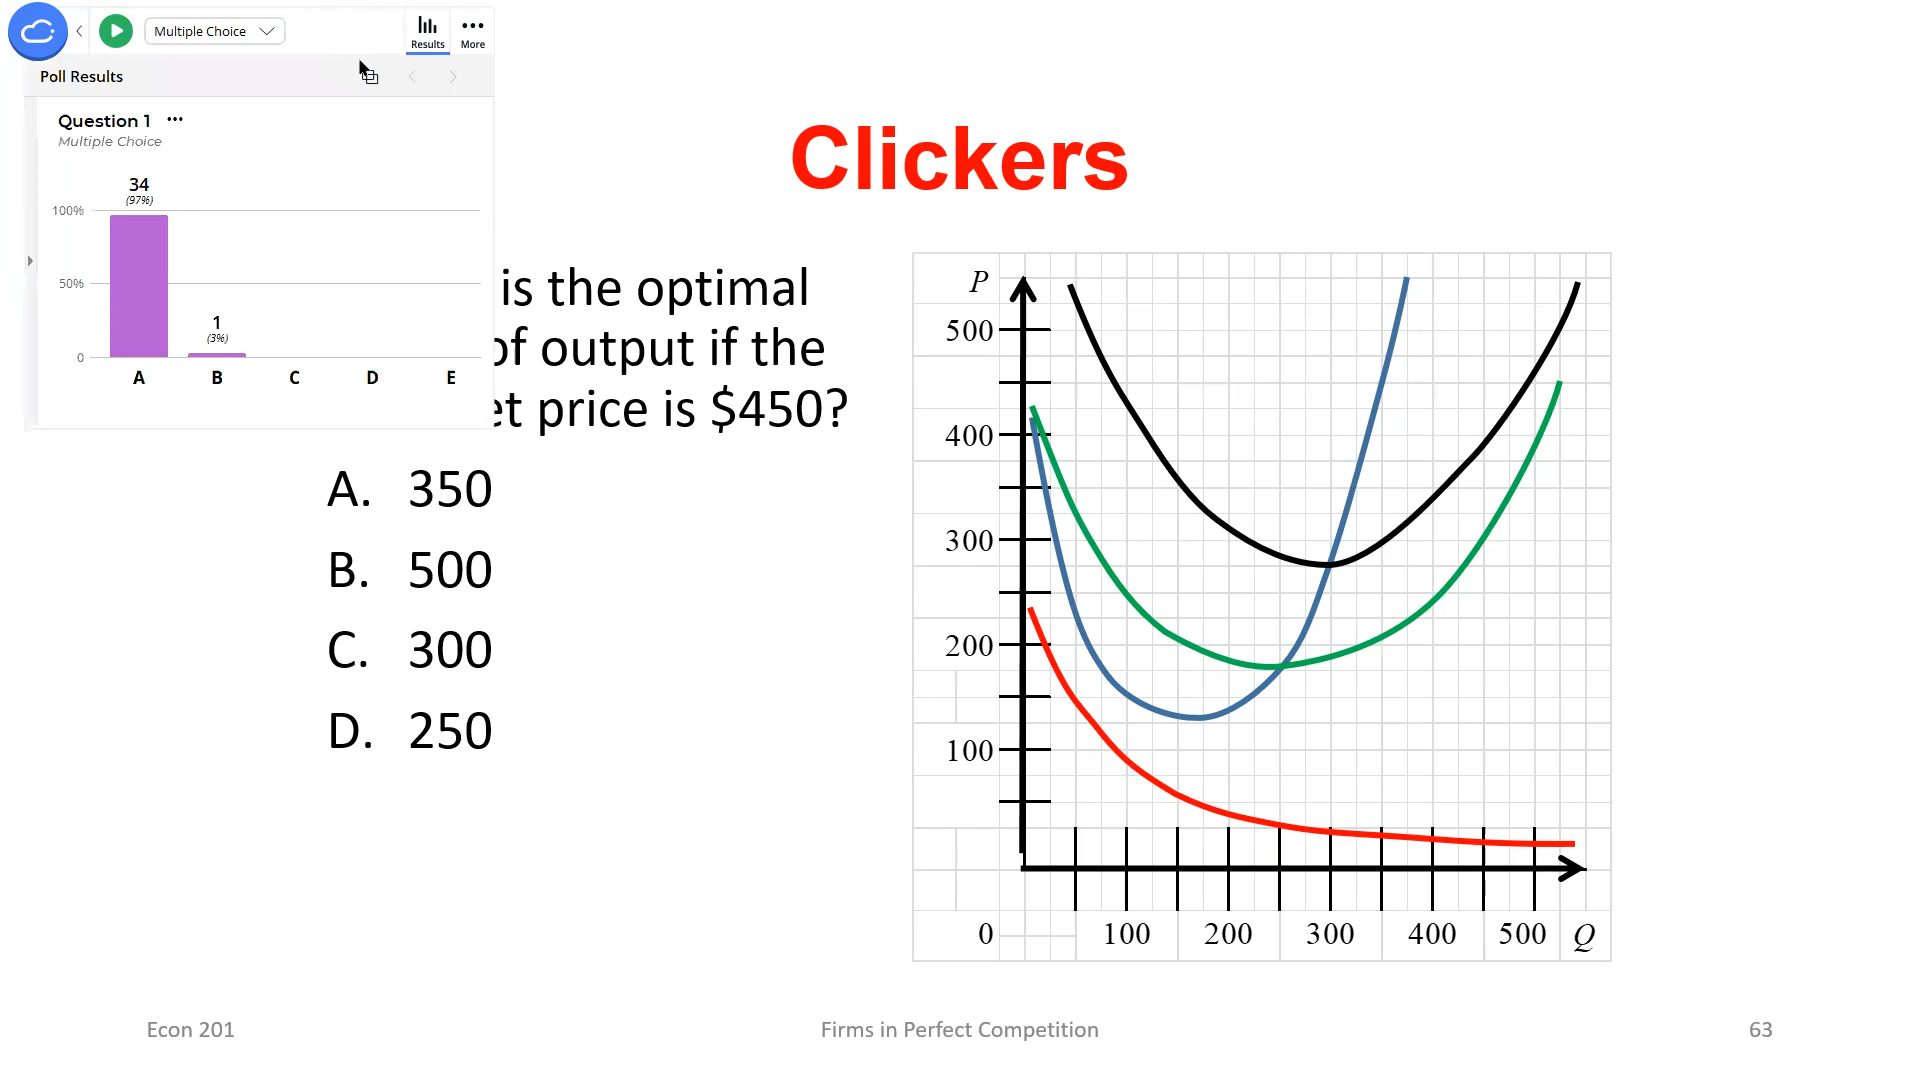 Multiple Choice
Results
More
Poll Results
Question 1 •••
Multiple Choice
34
(97%)
100%
50%
1
(3%)
0
A B C D E
Clickers
is the optimal
of output if the
et price is $450?
A. 350
B. 500
C. 300
D. 250
P
500
400
300
200
100
0 100 200 300 400 500 Q
Econ 201
Firms in Perfect Competition
63